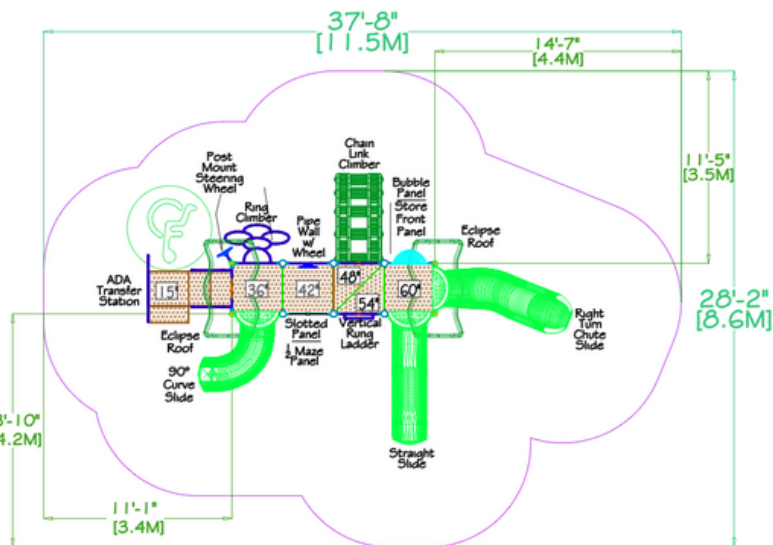 37'-8"
[11.5M]
14'-7"
[4.4M]
11'-5"
[3.5M]
28'-2"
[8.6M]
Post
Mount
Steering
Wheel
Ring
Climber
Pipe
Wall
w/
Wheel
Chain
Link
Climber
Bubble
Panel
Store
Front
Panel
Eclipse
Roof
ADA
Transfer
Station
15"
36"
42"
48"
54"
60"
Eclipse
Roof
90°
Curve
Slide
Slotted
Panel
½ Maze
Panel
Vertical
Rung
Ladder
Right
Turn
Chute
Slide
Straight
Slide
'-10"
4.2M]
11'-1"
[3.4M]